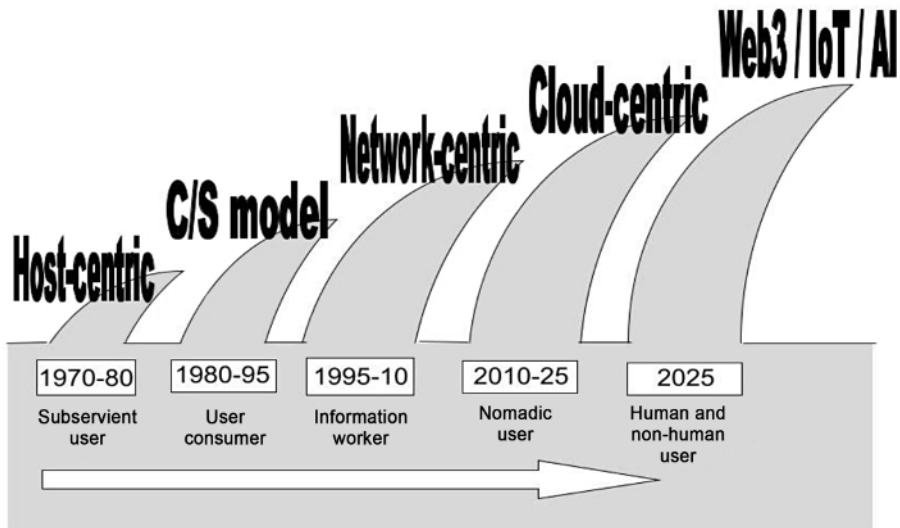 Web3 / IoT / AI
Cloud-centric
Network-centric
C/S model
Host-centric
1970-80
1980-95
1995-10
2010-25
2025
Subservient
user
User
consumer
Information
worker
Nomadic
user
Human and
non-human
user